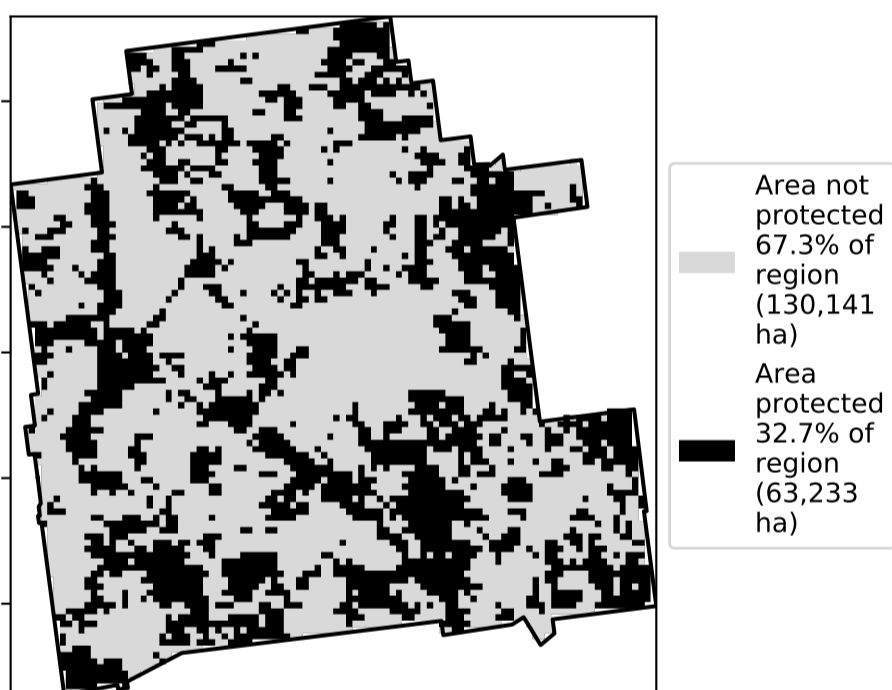 Area not
protected
67.3% of
region
(130,141
ha)
Area
protected
32.7% of
region
(63,233
ha)